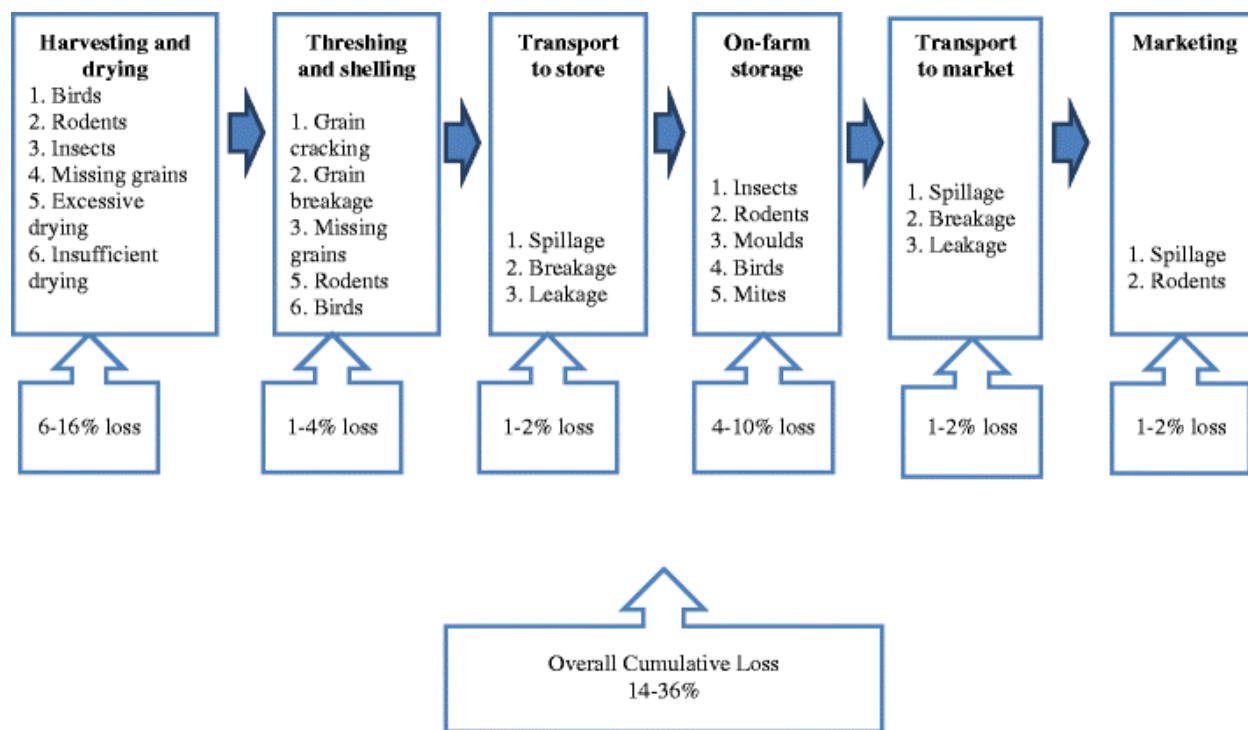 Harvesting and
drying
1. Birds
2. Rodents
3. Insects
4. Missing grains
5. Excessive
drying
6. Insufficient
drying
Threshing
and shelling
1. Grain
cracking
2. Grain
breakage
3. Missing
grains
5. Rodents
6. Birds
Transport
to store
1. Spillage
2. Breakage
3. Leakage
On-farm
storage
1. Insects
2. Rodents
3. Moulds
4. Birds
5. Mites
Transport
to market
1. Spillage
2. Breakage
3. Leakage
Marketing
1. Spillage
2. Rodents
6-16% loss
1-4% loss
1-2% loss
4-10% loss
1-2% loss
1-2% loss
Overall Cumulative Loss
14-36%